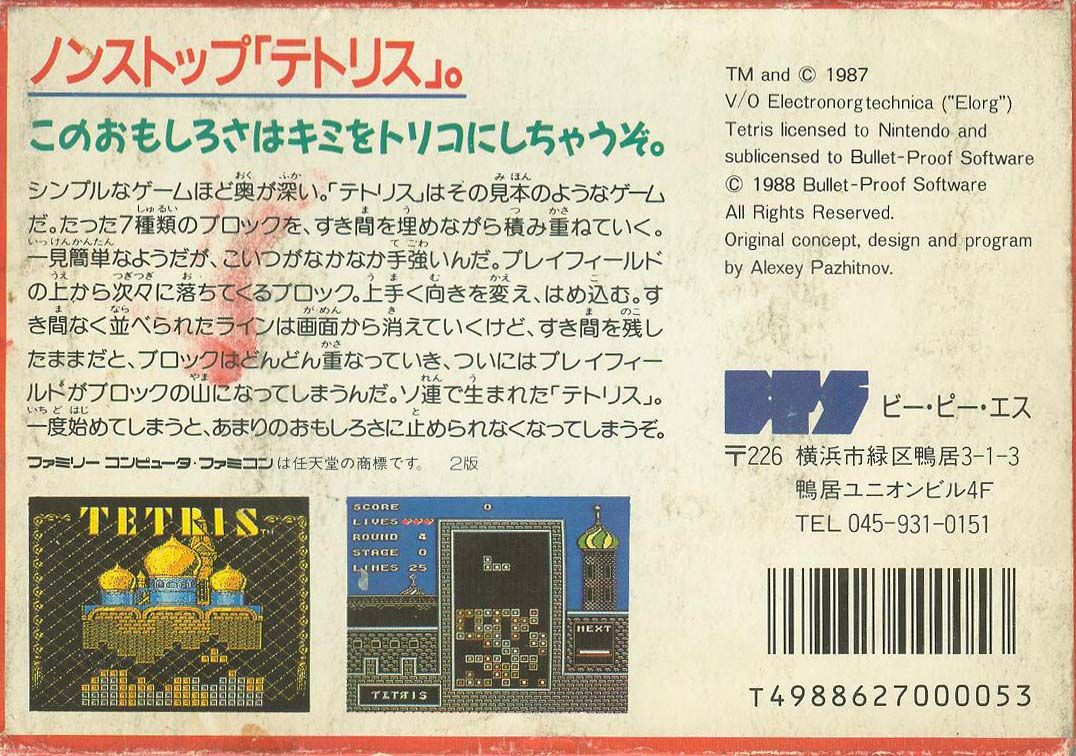 ノンストップ「テトリス」。
このおもしろさはキミをトリコにしちゃうぞ。
シンプルなゲームほど奥が深い。「テトリス」はその見本のようなゲーム
だ。たった7種類のブロックを、すき間を埋めながら積み重ねていく。
一見簡単なようだが、こいつがなかなか手強いんだ。プレイフィールド
の上から次々に落ちてくるブロック。上手く向きを変え、はめ込む。す
き間なく並べられたラインは画面から消えていくけど、すき間を残し
たままだと、ブロックはどんどん重なっていき、ついにはプレイフィー
ルドがブロックの山になってしまうんだ。ソ連で生まれた「テトリス」。
一度始めてしまうと、あまりのおもしろさに止められなくなってしまうぞ。
ファミリー コンピュータ・ファミコンは任天堂の商標です。 2版
TETRIS™
SCORE 0
LIVES
ROUND 4
STAGE 0
LINES 25
NEXT
TETRIS
TM and © 1987
V/O Electronorgtechnica ("Elorg")
Tetris licensed to Nintendo and
sublicensed to Bullet-Proof Software
© 1988 Bullet-Proof Software
All Rights Reserved.
Original concept, design and program
by Alexey Pazhitnov.
BPS ビー・ピー・エス
〒226 横浜市緑区鴨居3-1-3
鴨居ユニオンビル4F
TEL 045-931-0151
T4988627000053